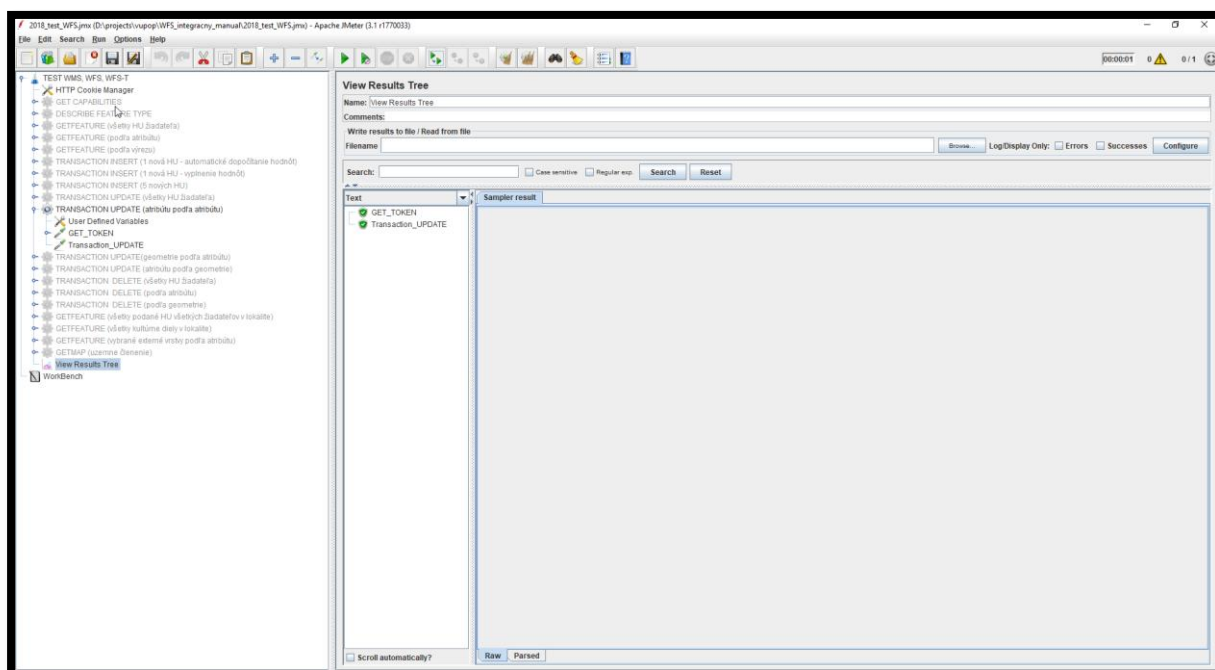 2018_test_WFS.jmx (D:\projects\vupop\WFS_integracny_manual\2018_test_WFS.jmx) - Apache JMeter (3.1 r1770033)
File Edit Search Run Options Help
00:00:01 0 0 / 1
TEST WMS, WFS, WFS-T
HTTP Cookie Manager
GET CAPABILITIES
DESCRIBE FEATURE TYPE
GETFEATURE (všetky HU žiadateľa)
GETFEATURE (podľa atribútu)
GETFEATURE (podľa výrezu)
TRANSACTION INSERT (1 nová HU - automatické dopočítanie hodnôt)
TRANSACTION INSERT (1 nová HU - vyplnenie hodnôt)
TRANSACTION INSERT (5 nových HU)
TRANSACTION UPDATE (všetky HU žiadateľa)
TRANSACTION UPDATE (atribútu podľa atribútu)
User Defined Variables
GET_TOKEN
Transaction_UPDATE
TRANSACTION UPDATE(geometrie podľa atribútu)
TRANSACTION UPDATE (atribútu podľa geometrie)
TRANSACTION DELETE (všetky HU žiadateľa)
TRANSACTION DELETE (podľa atribútu)
TRANSACTION DELETE (podľa geometrie)
GETFEATURE (všetky podané HU všetkých žiadateľov v lokalite)
GETFEATURE (všetky kultúrne diely v lokalite)
GETFEATURE (vybrané externé vrstvy podľa atribútu)
GETMAP (uzemne členenie)
View Results Tree
WorkBench
View Results Tree
Name: View Results Tree
Comments:
Write results to file / Read from file
Filename Browse... Log/Display Only: Errors Successes Configure
Search: Case sensitive Regular exp. Search Reset
Text
GET_TOKEN
Transaction_UPDATE
Sampler result
Scroll automatically?
Raw Parsed